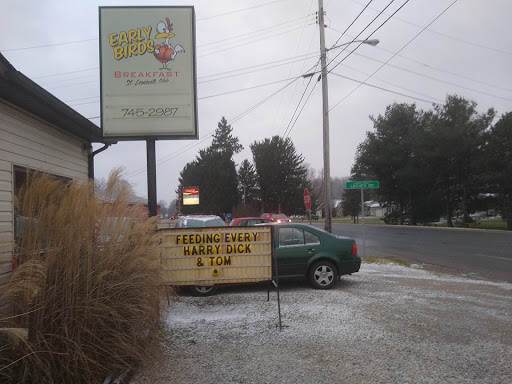 EARLY
BIRDS
BREAKFAST
745-2987
FEEDING EVERY
HARRY DICK
& TOM